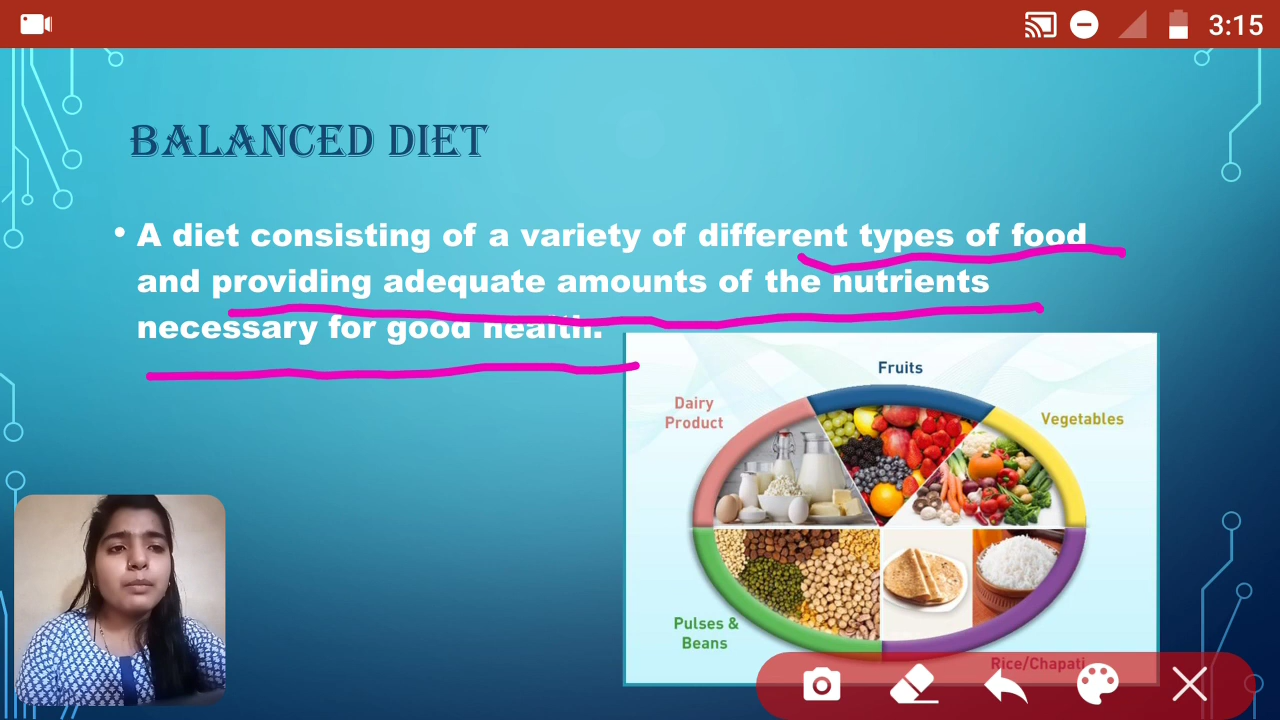 3:15
BALANCED DIET
• A diet consisting of a variety of different types of food
and providing adequate amounts of the nutrients
necessary for good health.
Fruits
Dairy
Product
Vegetables
Pulses &
Beans
Rice/Chapati